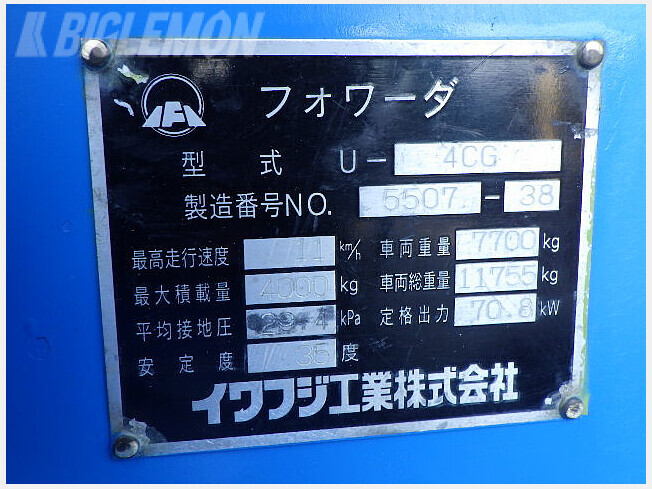 BIGLEMON
フォワーダ
型式 U-4CG
製造番号NO. 5507-38
最高走行速度 11 km/h 車両重量 7700 kg
最大積載量 4000 kg 車両総重量 11755 kg
平均接地圧 29.4 kPa 定格出力 70.8 kW
安定度 35 度
イワフジ工業株式会社